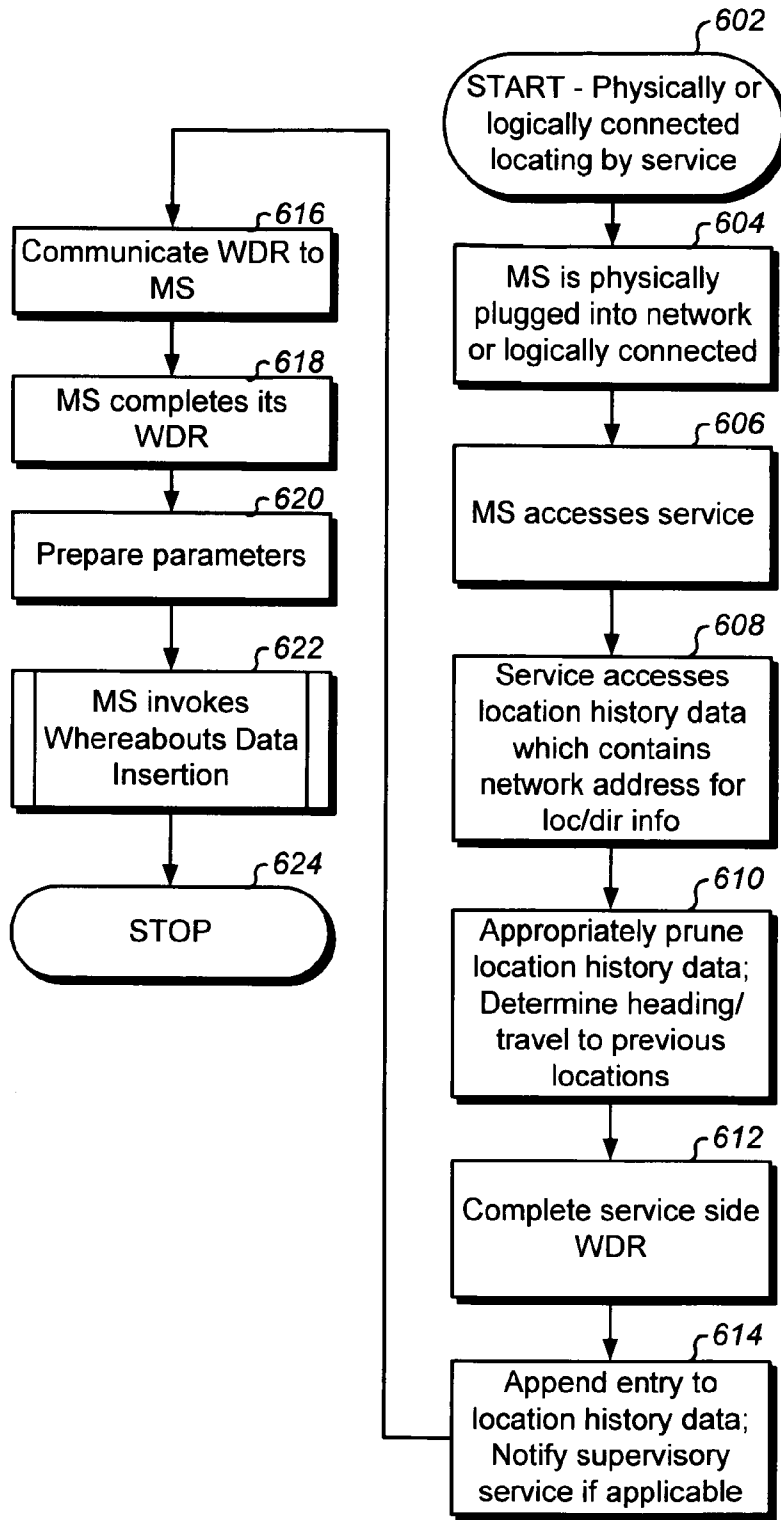 602
START - Physically or
logically connected
locating by service
604
MS is physically
plugged into network
or logically connected
606
MS accesses service
608
Service accesses
location history data
which contains
network address for
loc/dir info
610
Appropriately prune
location history data;
Determine heading/
travel to previous
locations
612
Complete service side
WDR
614
Append entry to
location history data;
Notify supervisory
service if applicable
616
Communicate WDR to
MS
618
MS completes its
WDR
620
Prepare parameters
622
MS invokes
Whereabouts Data
Insertion
624
STOP